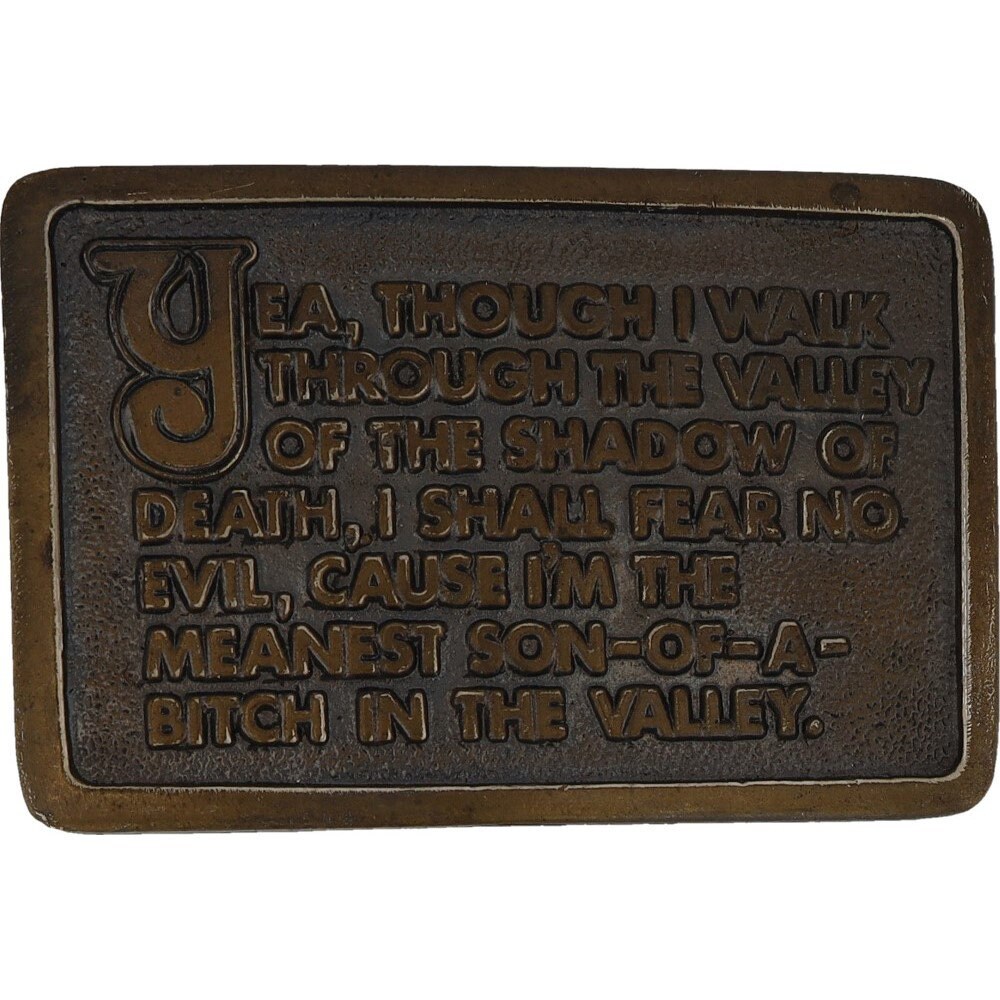 YEA, THOUGH I WALK
THROUGH THE VALLEY
OF THE SHADOW OF
DEATH, I SHALL FEAR NO
EVIL, CAUSE I'M THE
MEANEST SON-OF-A-
BITCH IN THE VALLEY.